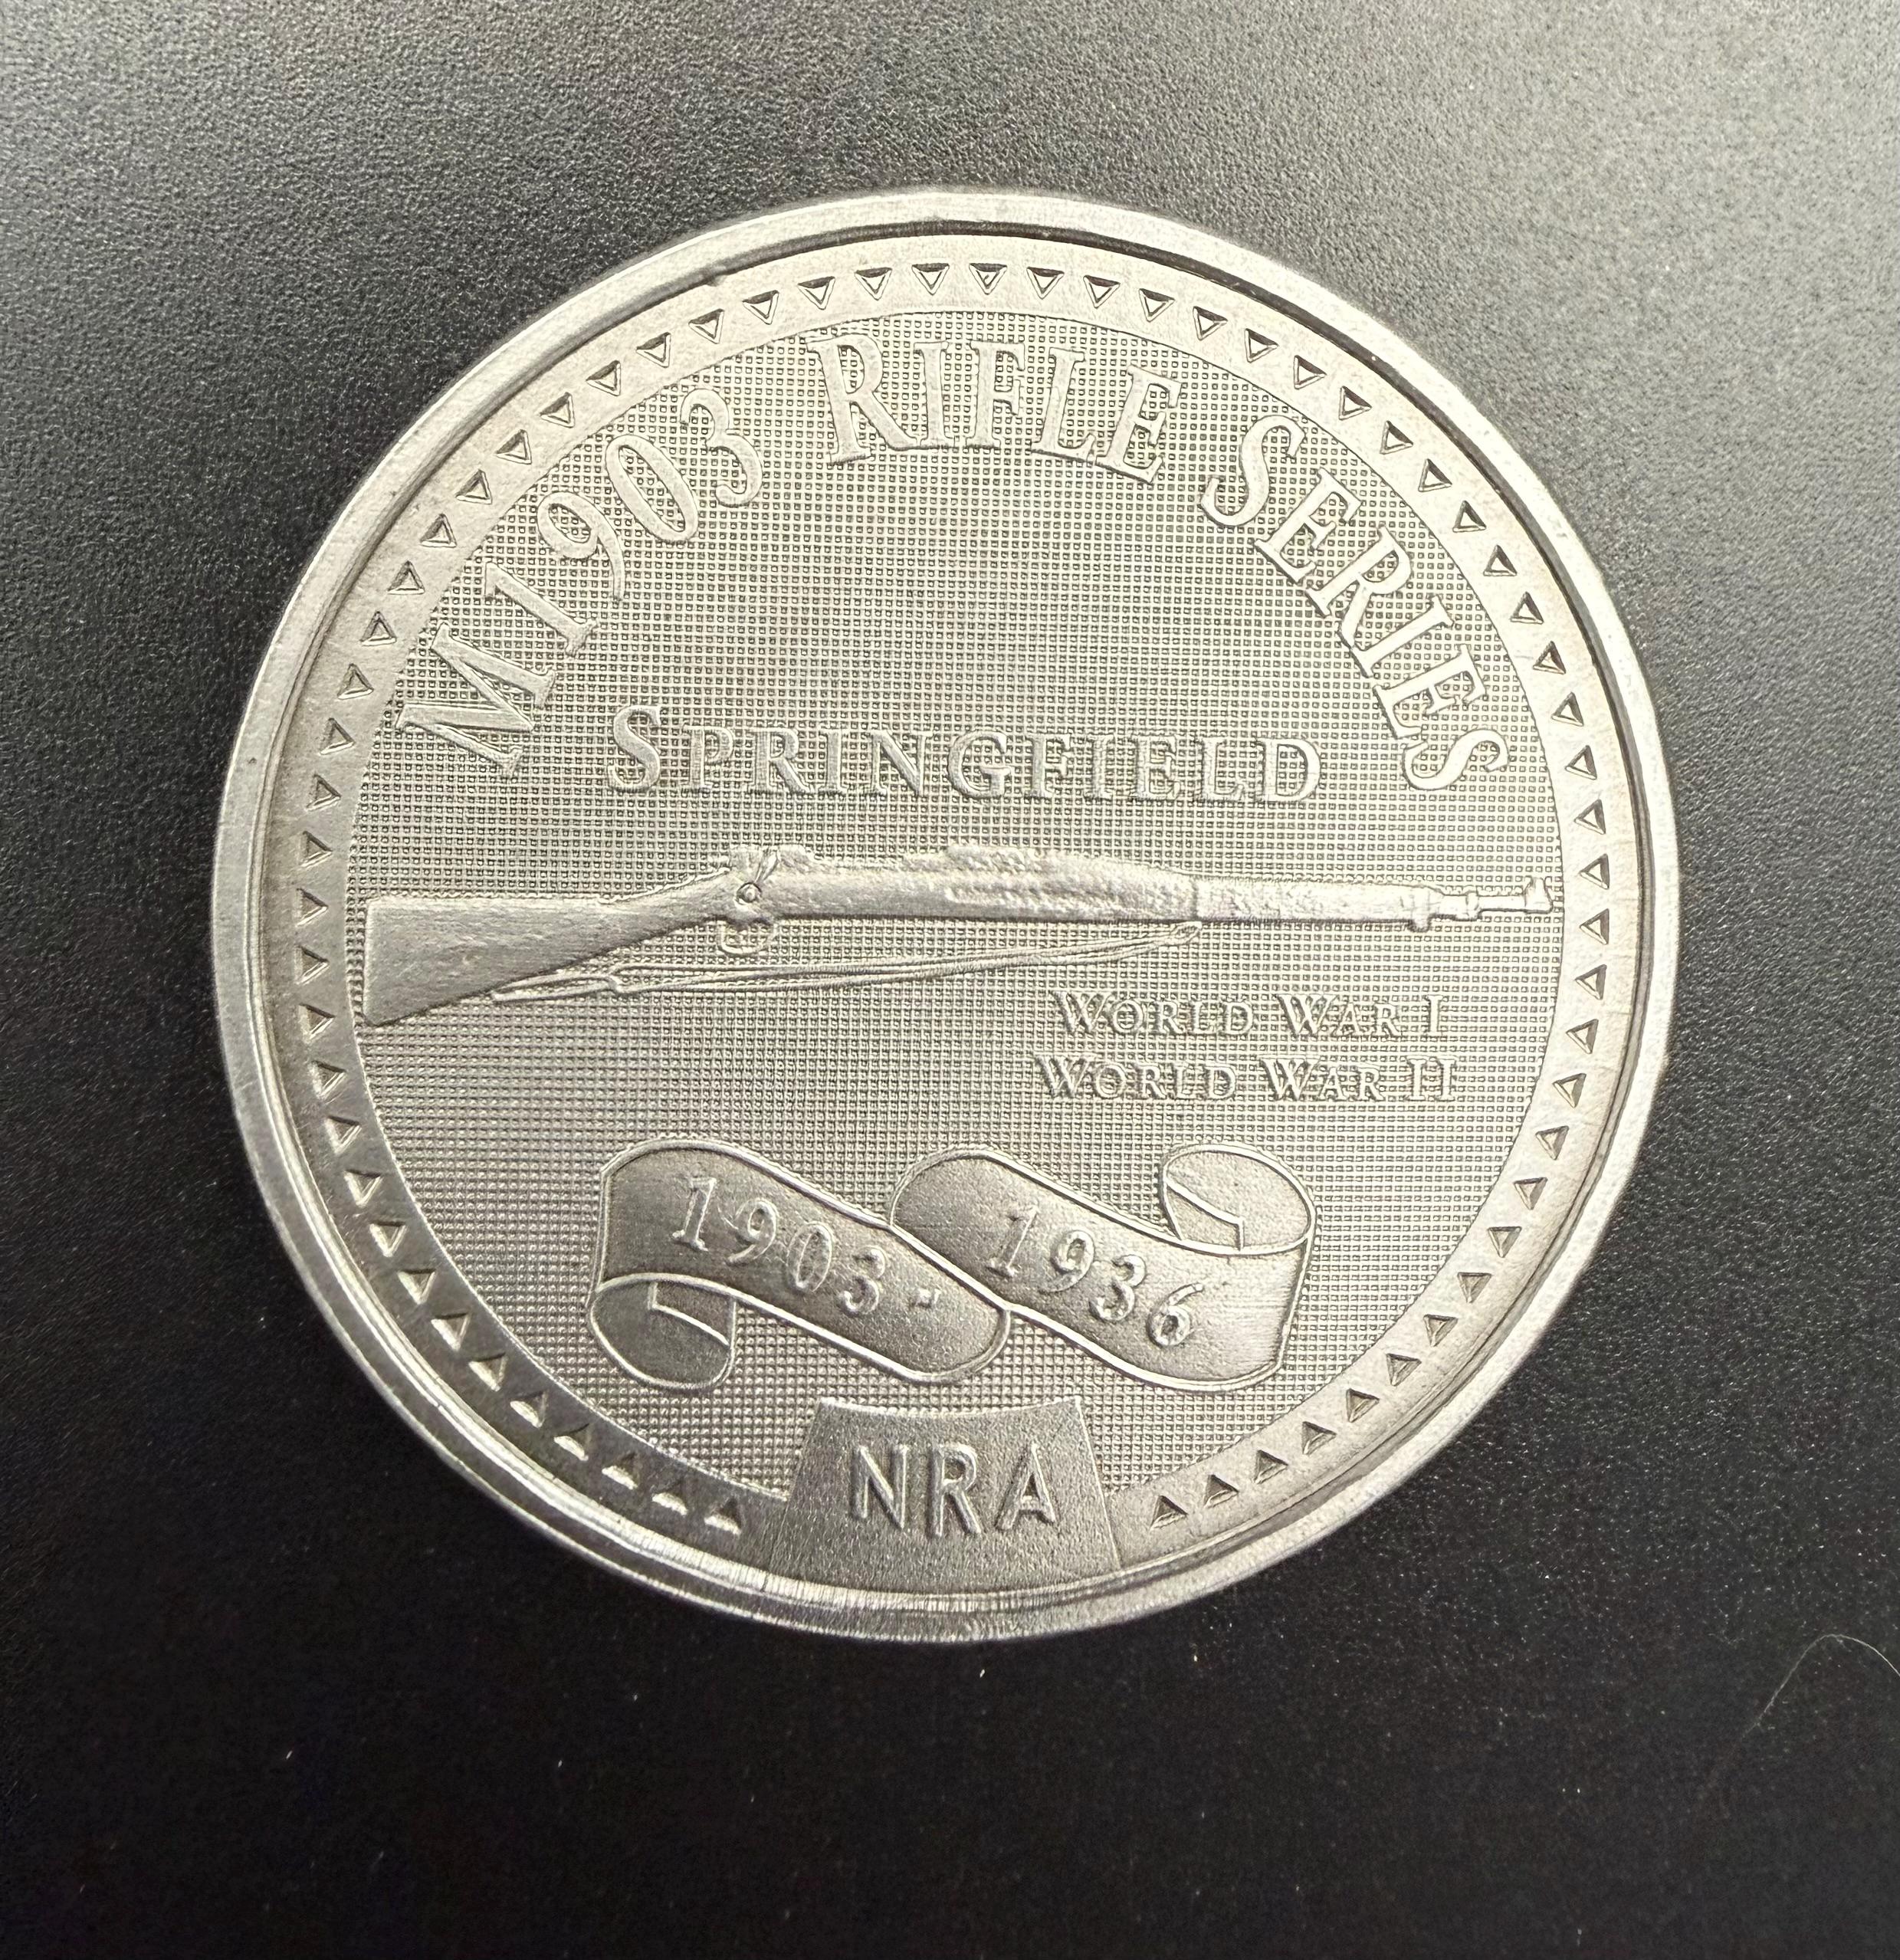 M1903 RIFLE SERIES
SPRINGFIELD
WORLD WAR I
WORLD WAR II
1903 - 1936
NRA